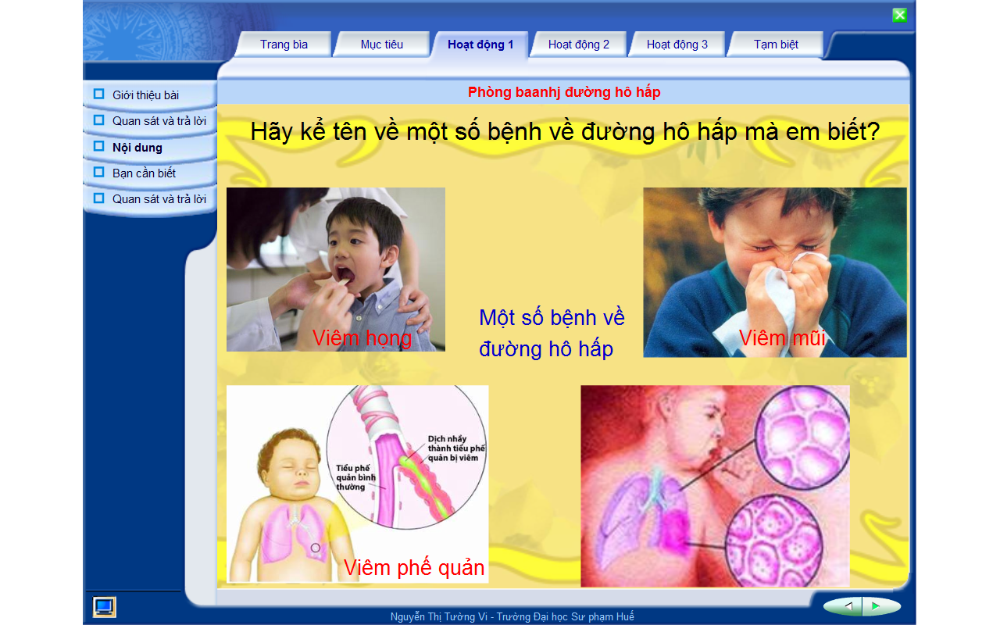 Trang bìa
Mục tiêu
Hoạt động 1
Hoạt động 2
Hoạt động 3
Tạm biệt
Giới thiệu bài
Quan sát và trả lời
Nội dung
Bạn cần biết
Quan sát và trả lời
Phòng baanhj đường hô hấp
Hãy kể tên về một số bệnh về đường hô hấp mà em biết?
Viêm họng
Một số bệnh về
đường hô hấp
Viêm mũi
Dịch nhầy
thành tiểu phế
quản bị viêm
Tiểu phế
quản bình
thường
Viêm phế quản
Nguyễn Thị Tường Vi - Trường Đại học Sư phạm Huế